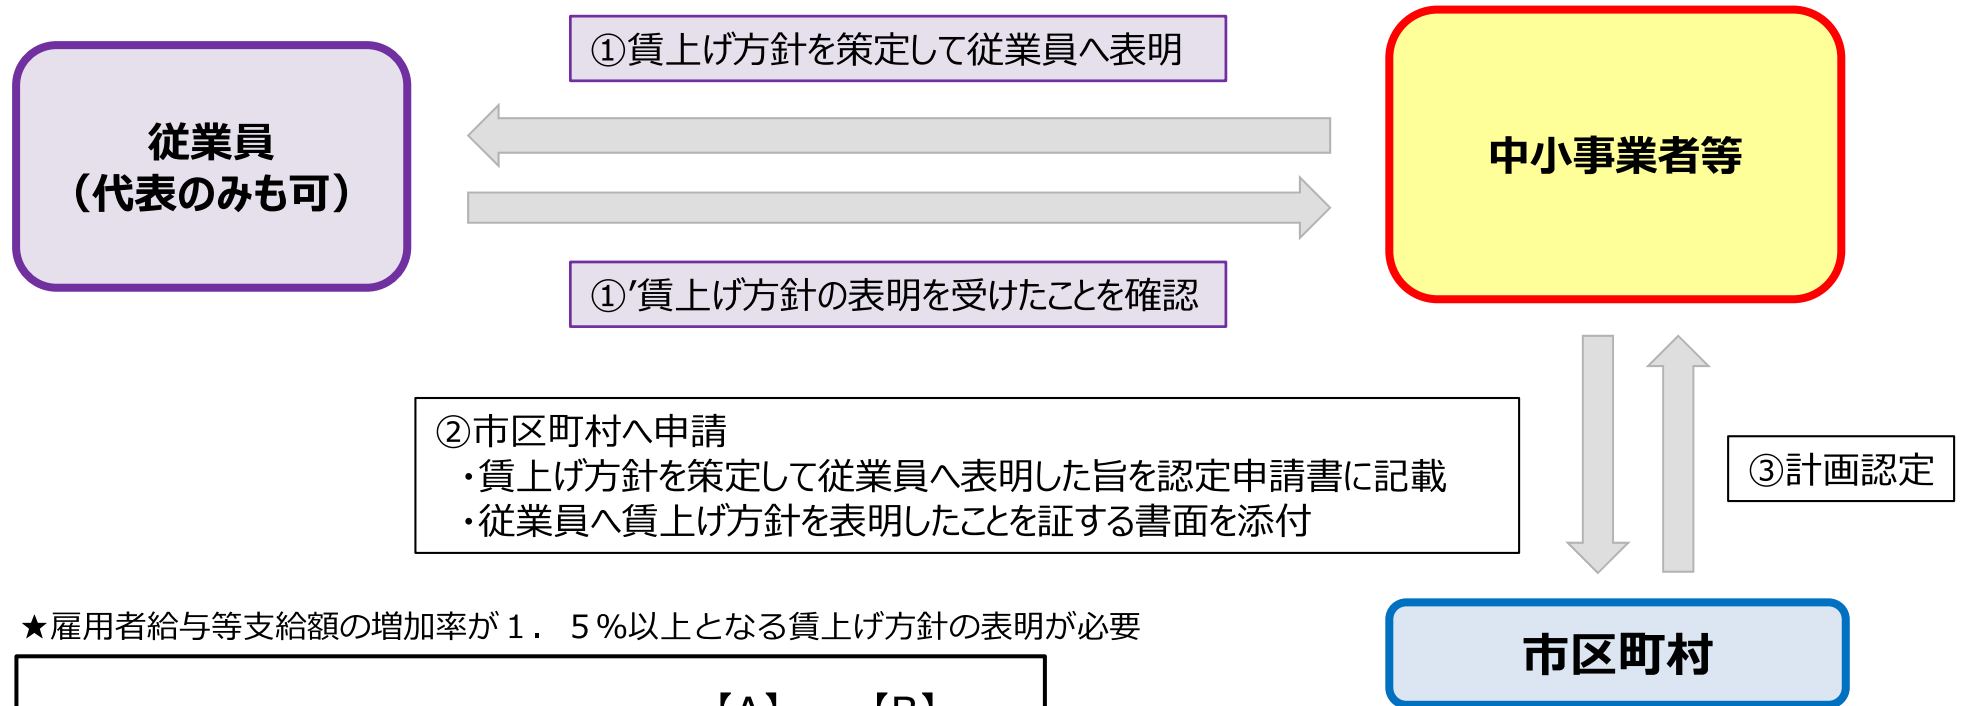 ①賃上げ方針を策定して従業員へ表明
従業員
（代表のみも可）
中小事業者等
①’賃上げ方針の表明を受けたことを確認
②市区町村へ申請
・賃上げ方針を策定して従業員へ表明した旨を認定申請書に記載
・従業員へ賃上げ方針を表明したことを証する書面を添付
③計画認定
★雇用者給与等支給額の増加率が１．５％以上となる賃上げ方針の表明が必要
市区町村
【A】 【B】